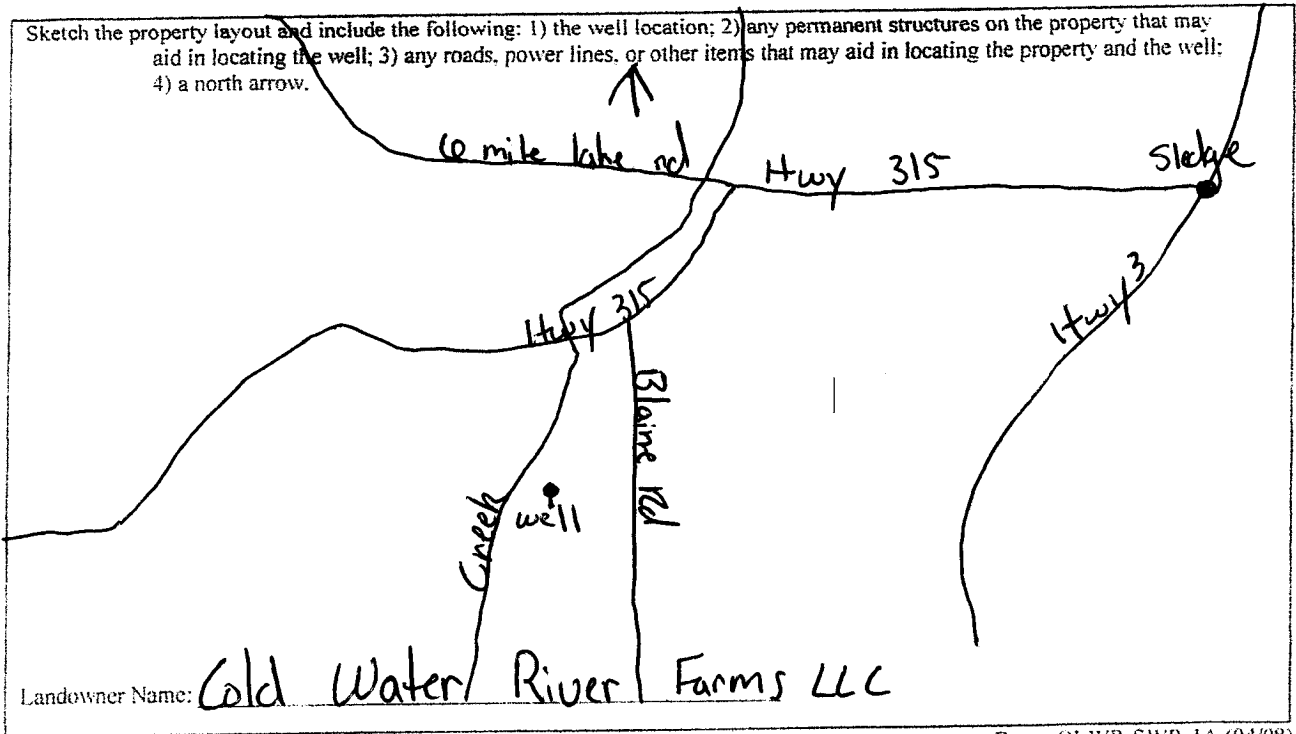 Sketch the property layout and include the following: 1) the well location; 2) any permanent structures on the property that may
aid in locating the well; 3) any roads, power lines, or other items that may aid in locating the property and the well;
4) a north arrow.
6 mile lake rd
Hwy 315
Sledge
Hwy 315
Hwy 3
Blaine Rd
Creek
well
Landowner Name: Cold Water River Farms LLC